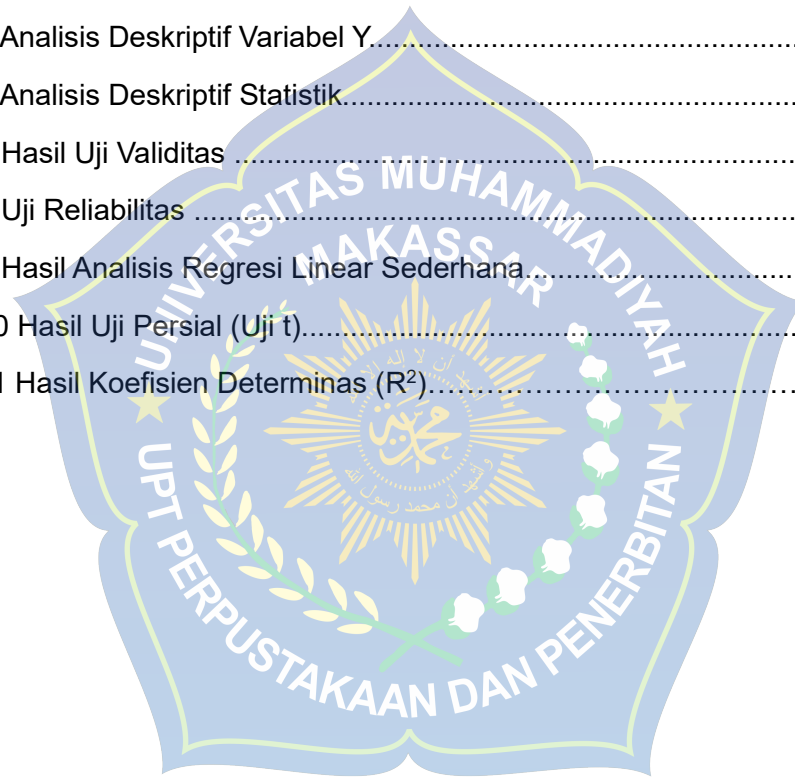 Analisis Deskriptif Variabel Y
Analisis Deskriptif Statistik
Hasil Uji Validitas
Uji Reliabilitas
Hasil Analisis Regresi Linear Sederhana
0 Hasil Uji Persial (Uji t)
Hasil Koefisien Determinas (R²)
UNIVERSITAS MUHAMMADIYAH
MAKASSAR
UPT PERPUSTAKAAN DAN PENERBITAN